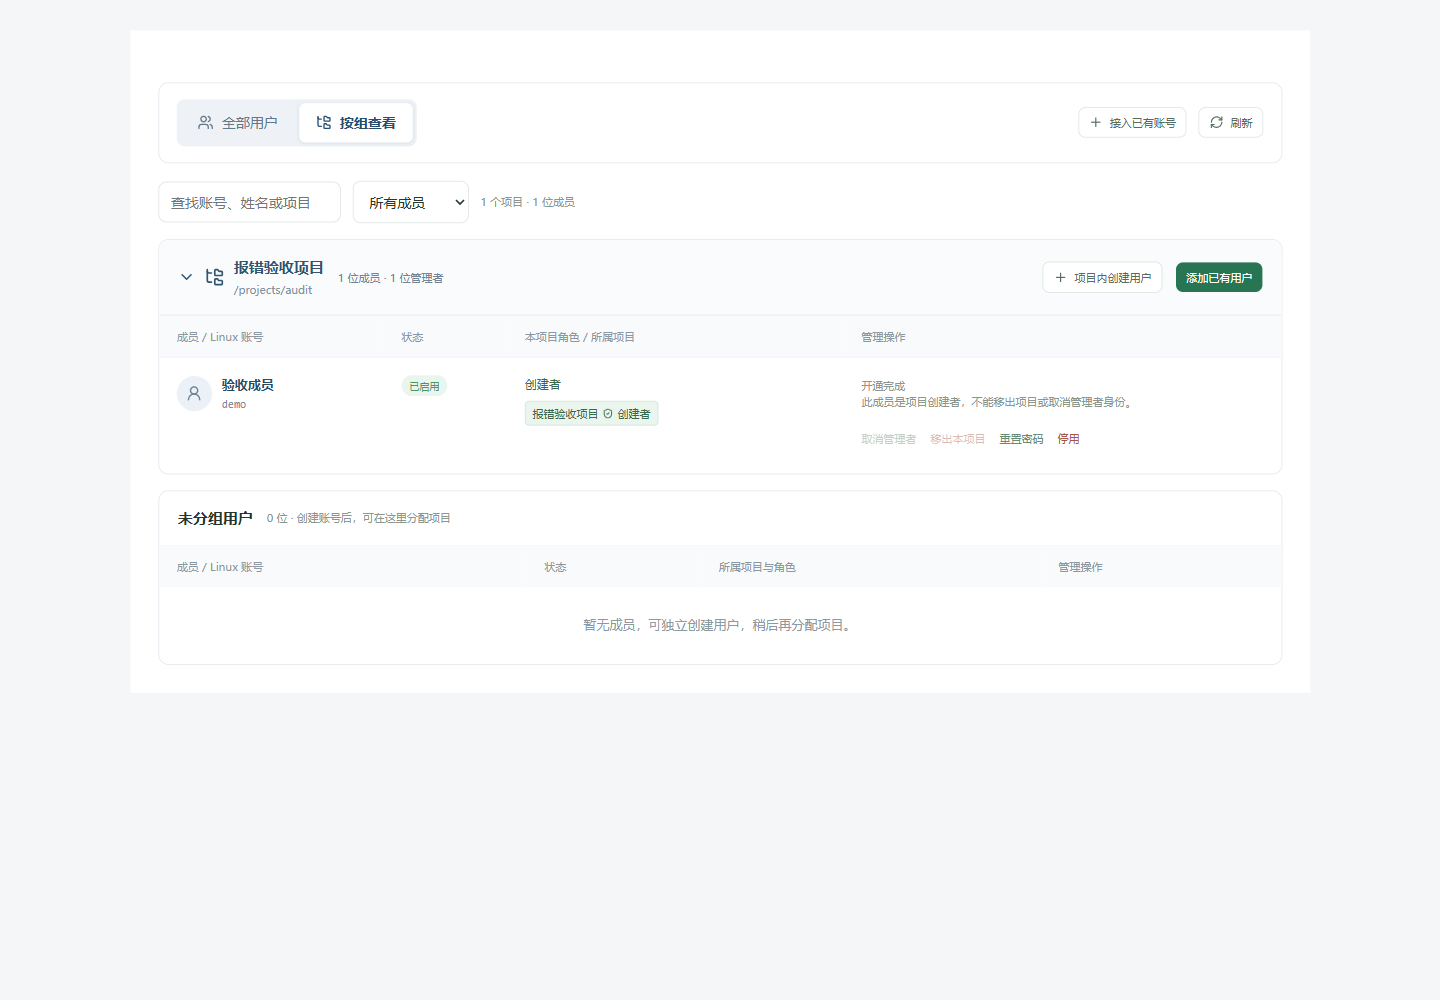 全部用户 按组查看 接入已有账号 刷新
查找账号、姓名或项目 所有成员 1 个项目 · 1 位成员
报错验收项目 1 位成员 · 1 位管理者 项目内创建用户 添加已有用户
/projects/audit
成员 / Linux 账号 状态 本项目角色 / 所属项目 管理操作
验收成员 已启用 创建者 开通完成
demo 报错验收项目 创建者 此成员是项目创建者，不能移出项目或取消管理者身份。
取消管理者 移出本项目 重置密码 停用
未分组用户 0 位 · 创建账号后，可在这里分配项目
成员 / Linux 账号 状态 所属项目与角色 管理操作
暂无成员，可独立创建用户，稍后再分配项目。